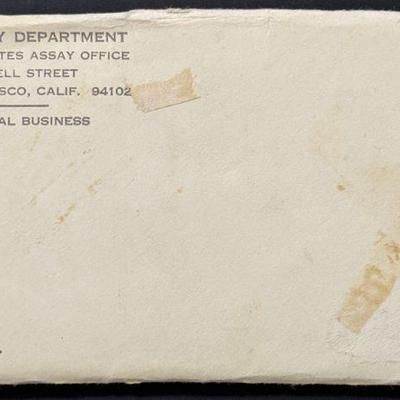 Y DEPARTMENT
TES ASSAY OFFICE
ELL STREET
SCO, CALIF. 94102
AL BUSINESS